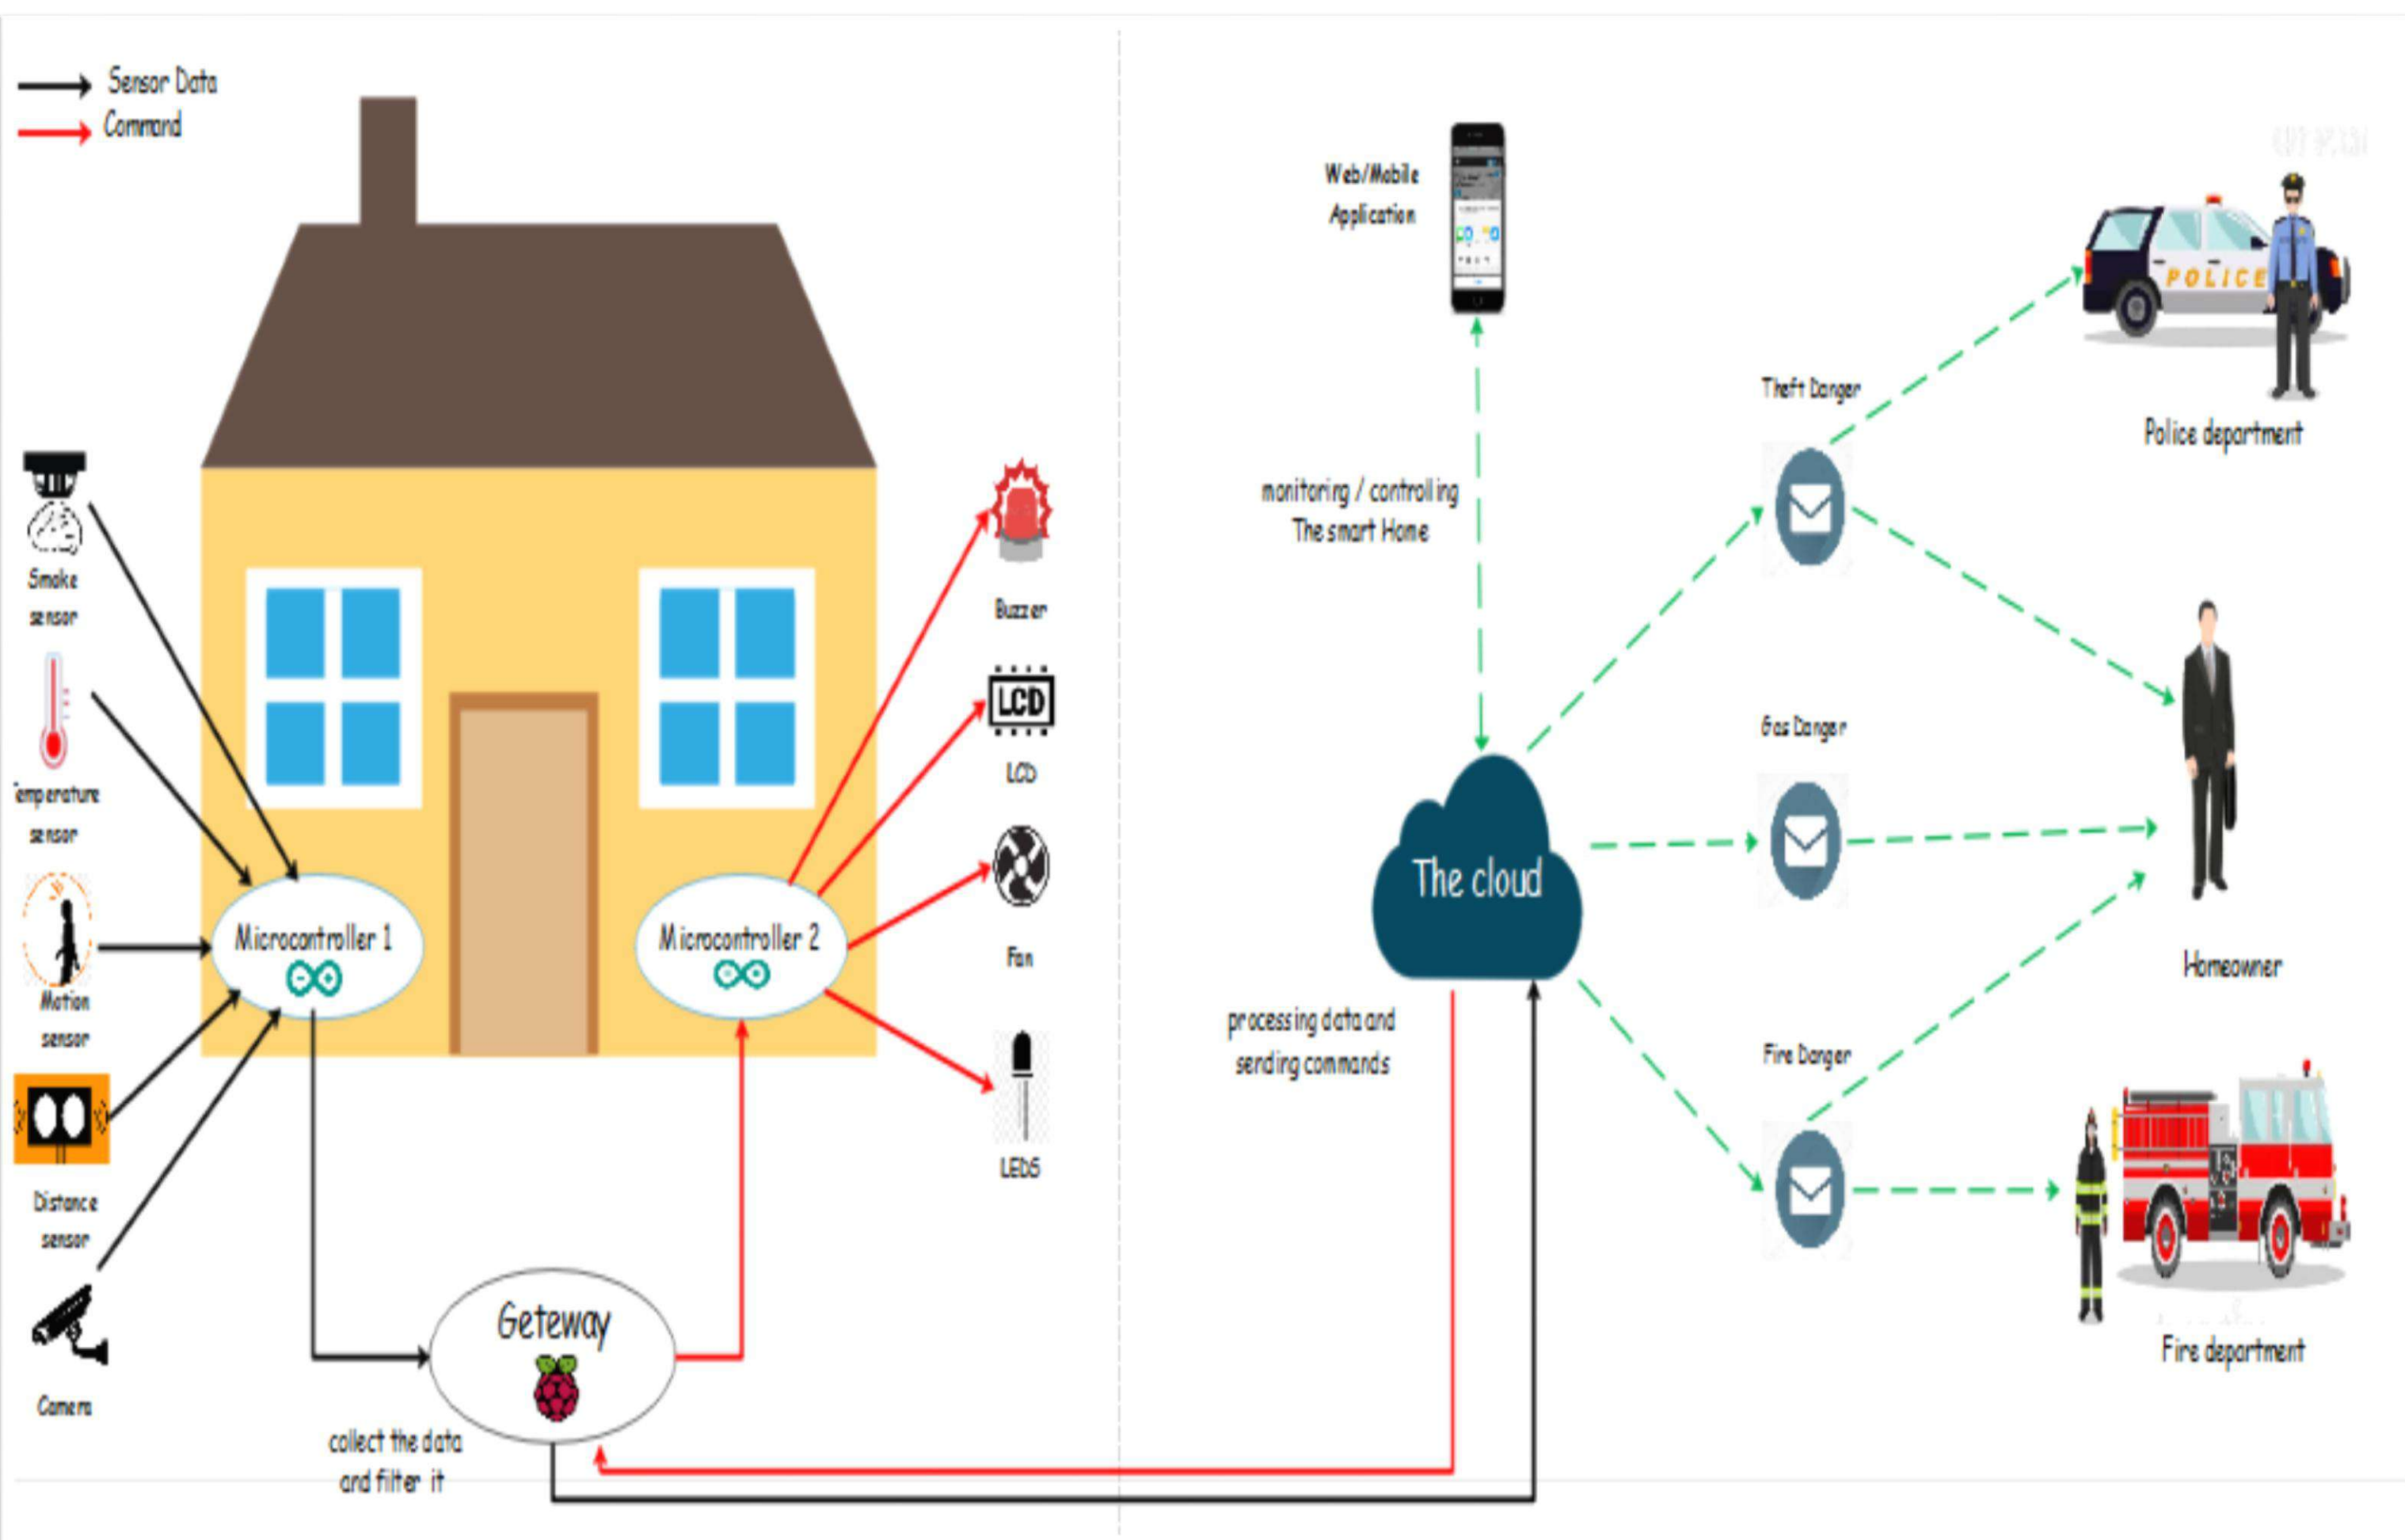 Sensor Data
Command
Smoke
sensor
emperature
sensor
Motion
sensor
Distance
sensor
Camera
Microcontroller 1
Microcontroller 2
Buzzer
LCD
LCD
Fan
LEDS
Geteway
collect the data
and filter it
Web/Mobile
Application
monitoring / controlling
The smart Home
The cloud
processing data and
sending commands
Theft Danger
Gas Danger
Fire Danger
POLICE
Police department
Homeowner
Fire department